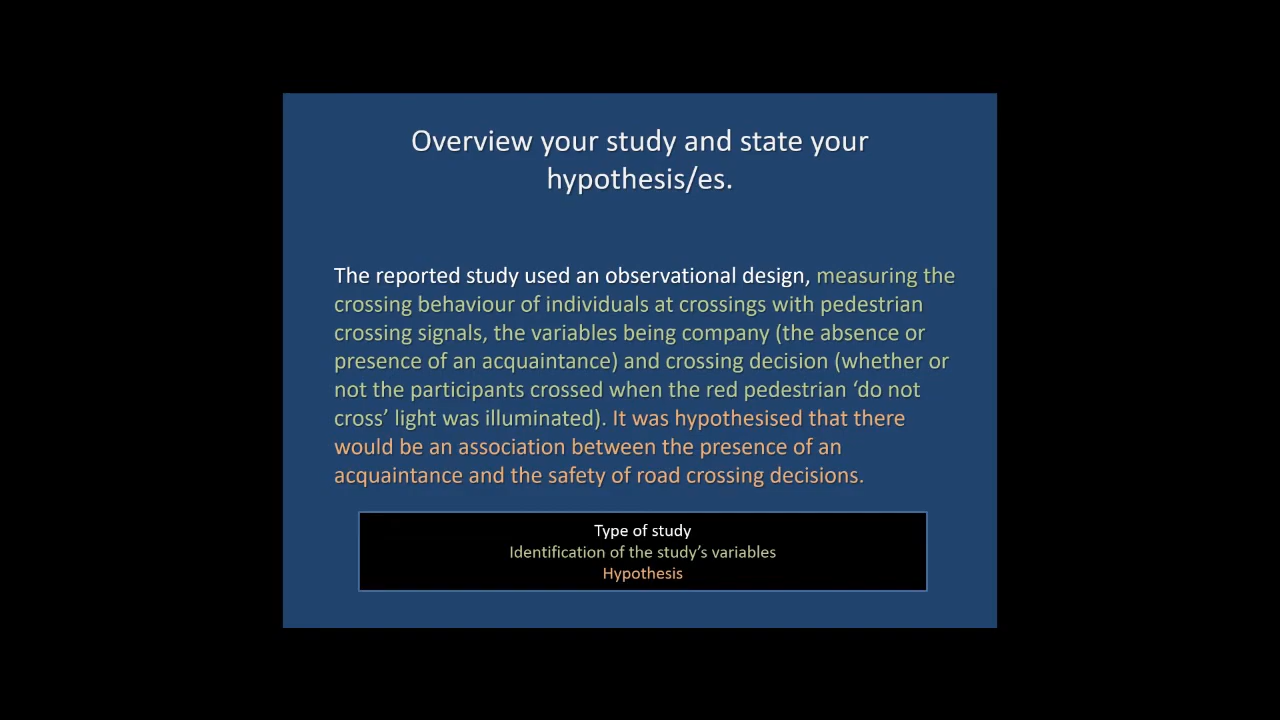 Overview your study and state your
hypothesis/es.
The reported study used an observational design, measuring the
crossing behaviour of individuals at crossings with pedestrian
crossing signals, the variables being company (the absence or
presence of an acquaintance) and crossing decision (whether or
not the participants crossed when the red pedestrian ‘do not
cross’ light was illuminated). It was hypothesised that there
would be an association between the presence of an
acquaintance and the safety of road crossing decisions.
Type of study
Identification of the study’s variables
Hypothesis